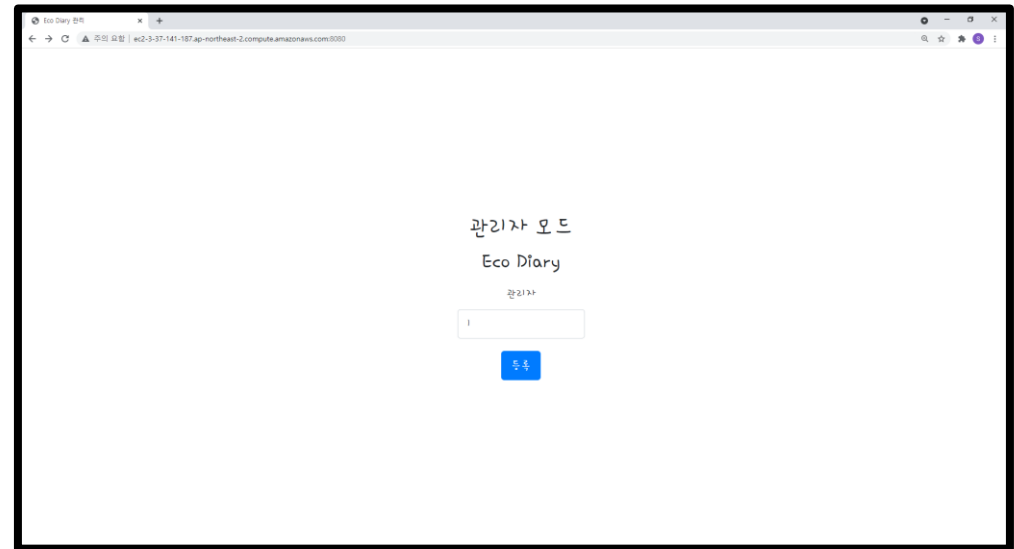 Eco Diary 관리
주의 요함 | ec2-3-37-141-187.ap-northeast-2.compute.amazonaws.com:8080
S
관리자 모드
Eco Diary
관리자
등록